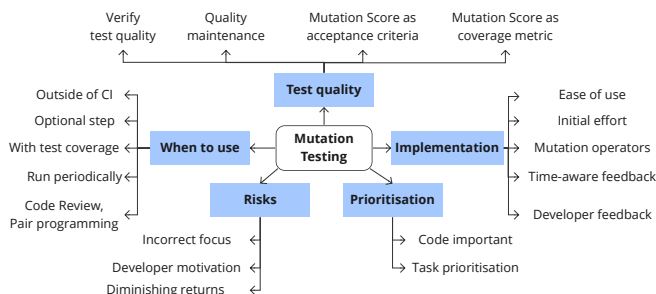 Verify
test quality
Quality
maintenance
Mutation Score as
acceptance criteria
Mutation Score as
coverage metric
Test quality
Outside of CI
Optional step
With test coverage
Run periodically
Code Review,
Pair programming
When to use
Mutation
Testing
Implementation
Ease of use
Initial effort
Mutation operators
Time-aware feedback
Developer feedback
Risks
Incorrect focus
Developer motivation
Diminishing returns
Prioritisation
Code important
Task prioritisation